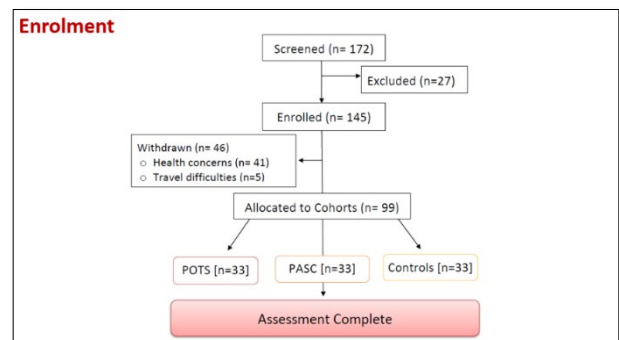 Enrolment
Screened (n= 172)
Excluded (n=27)
Enrolled (n= 145)
Withdrawn (n= 46)
o Health concerns (n= 41)
o Travel difficulties (n=5)
Allocated to Cohorts (n= 99)
POTS [n=33]
PASC [n=33]
Controls [n=33]
Assessment Complete